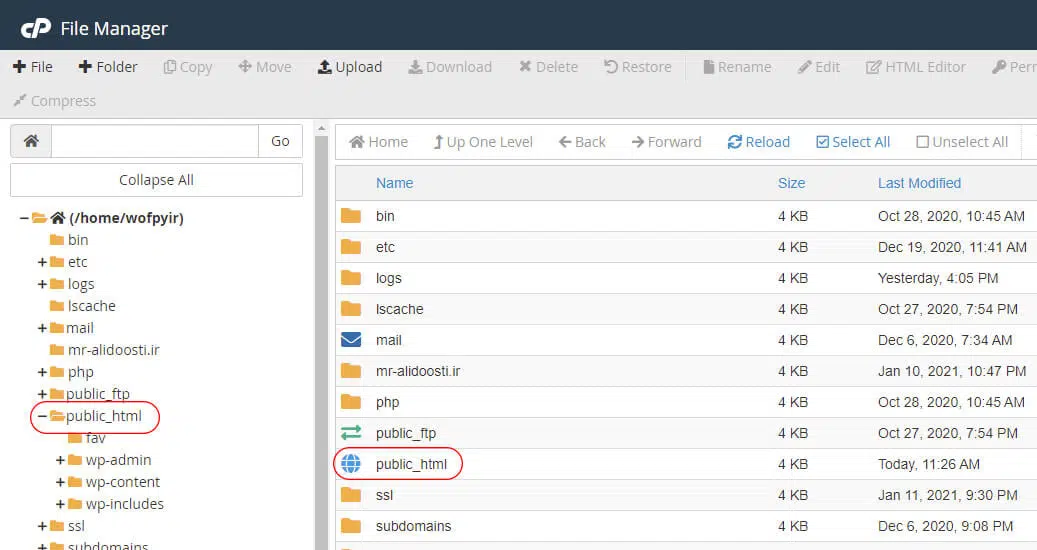 cP File Manager
File Folder Copy Move Upload Download Delete Restore Rename Edit HTML Editor Perr
Compress
Go
Collapse All
(/home/wofpyir)
bin
etc
logs
lscache
mail
mr-alidoosti.ir
php
public_ftp
public_html
fav
wp-admin
wp-content
wp-includes
ssl
subdomains
Home Up One Level Back Forward Reload Select All Unselect All
Name Size Last Modified
bin 4 KB Oct 28, 2020, 10:45 AM
etc 4 KB Dec 19, 2020, 11:41 AM
logs 4 KB Yesterday, 4:05 PM
lscache 4 KB Oct 27, 2020, 7:54 PM
mail 4 KB Dec 6, 2020, 7:34 AM
mr-alidoosti.ir 4 KB Jan 10, 2021, 10:47 PM
php 4 KB Oct 28, 2020, 10:45 AM
public_ftp 4 KB Oct 27, 2020, 7:54 PM
public_html 4 KB Today, 11:26 AM
ssl 4 KB Jan 11, 2021, 9:30 PM
subdomains 4 KB Dec 6, 2020, 9:08 PM